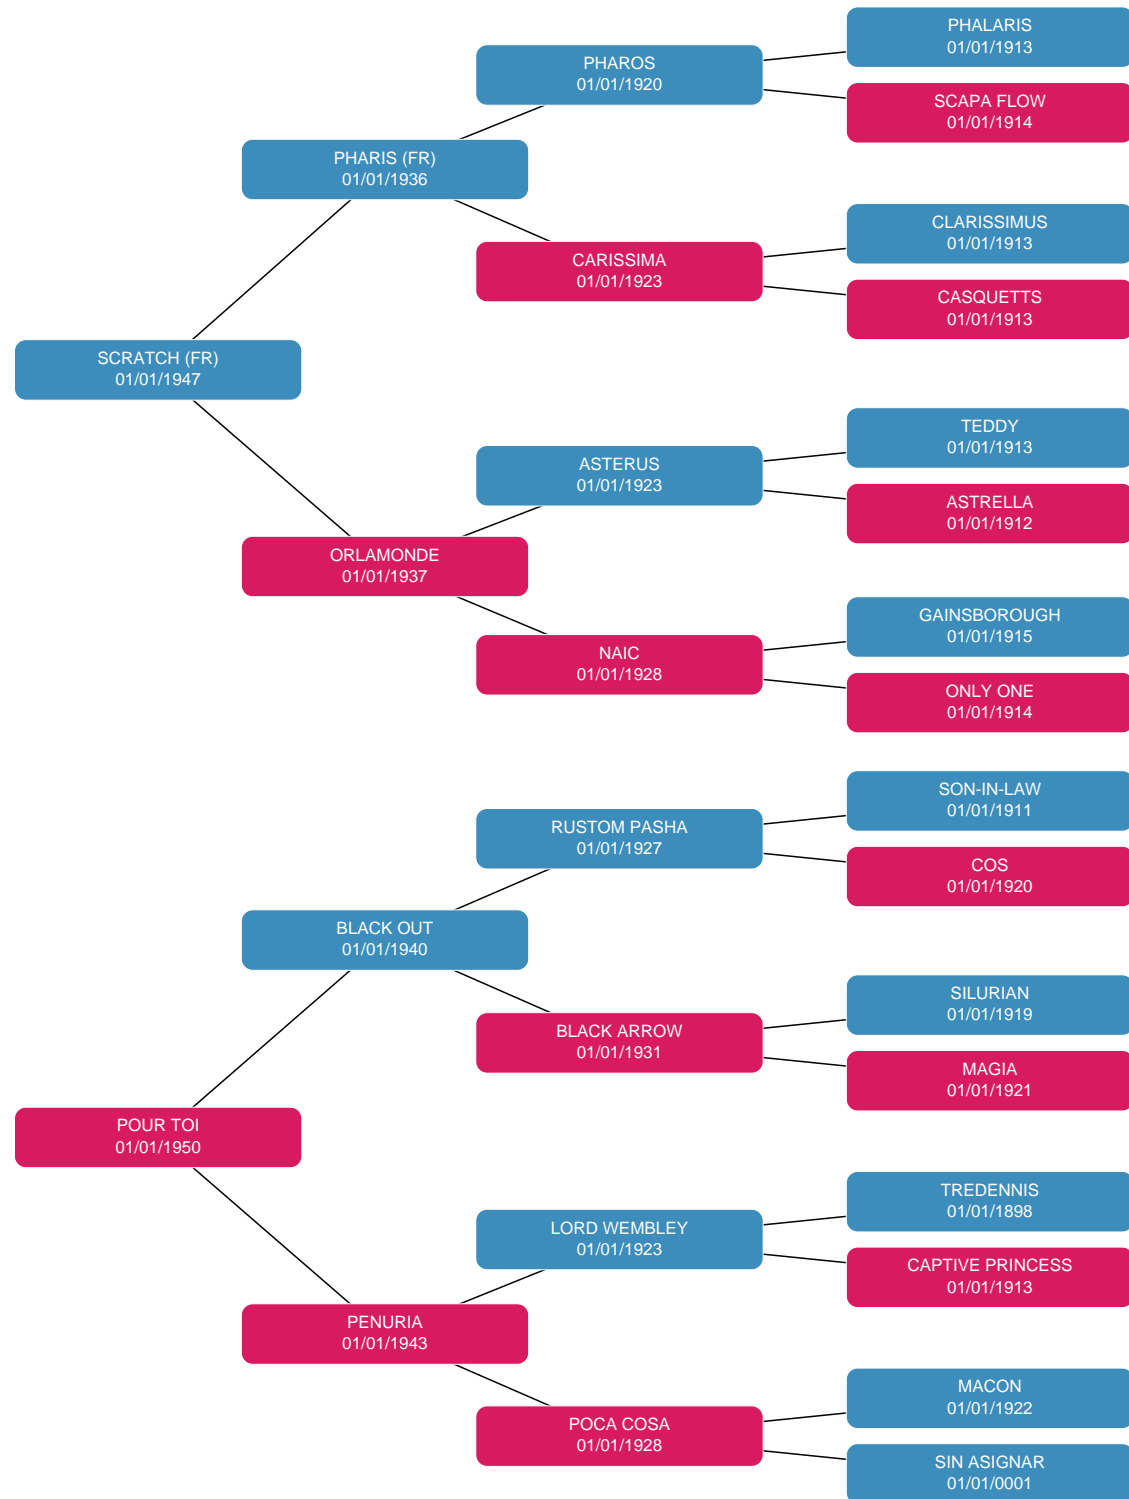 PHALARIS
01/01/1913
PHAROS
01/01/1920
SCAPA FLOW
01/01/1914
PHARIS (FR)
01/01/1936
CLARISSIMUS
01/01/1913
CARISSIMA
01/01/1923
CASQUETTS
01/01/1913
SCRATCH (FR)
01/01/1947
TEDDY
01/01/1913
ASTERUS
01/01/1923
ASTRELLA
01/01/1912
ORLAMONDE
01/01/1937
GAINSBOROUGH
01/01/1915
NAIC
01/01/1928
ONLY ONE
01/01/1914
SON-IN-LAW
01/01/1911
RUSTOM PASHA
01/01/1927
COS
01/01/1920
BLACK OUT
01/01/1940
SILURIAN
01/01/1919
BLACK ARROW
01/01/1931
MAGIA
01/01/1921
POUR TOI
01/01/1950
TREDENNIS
01/01/1898
LORD WEMBLEY
01/01/1923
CAPTIVE PRINCESS
01/01/1913
PENURIA
01/01/1943
MACON
01/01/1922
POCA COSA
01/01/1928
SIN ASIGNAR
01/01/0001